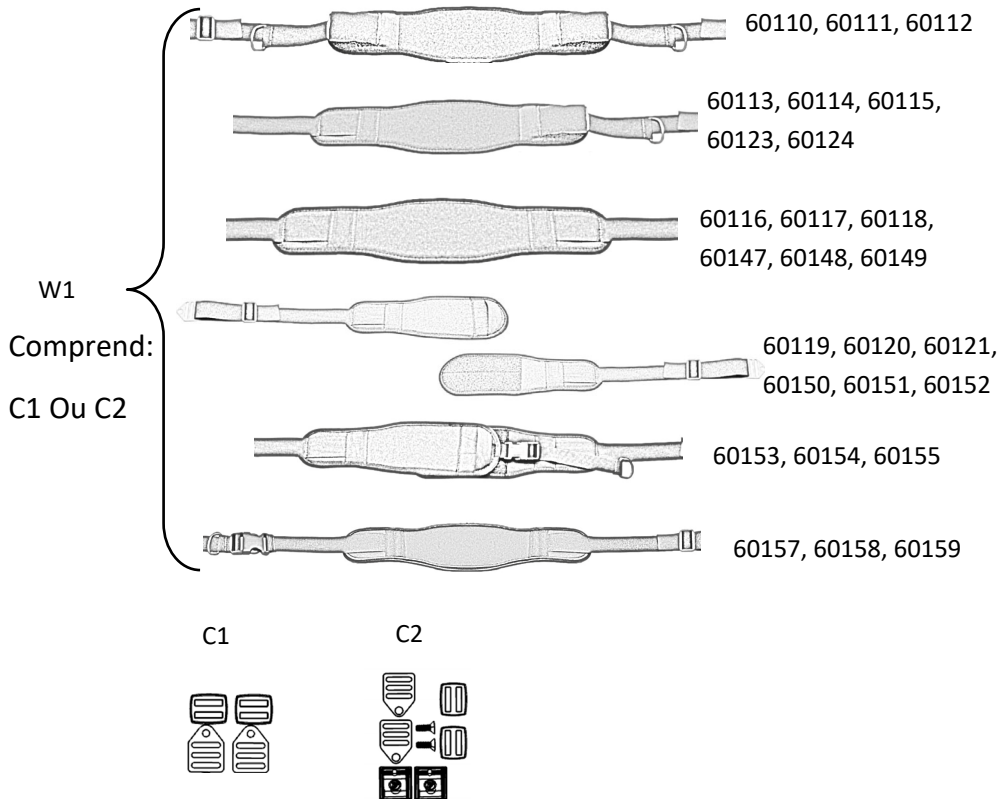 60110, 60111, 60112
60113, 60114, 60115,
60123, 60124
60116, 60117, 60118,
60147, 60148, 60149
W1
Comprend:
C1 Ou C2
60119, 60120, 60121,
60150, 60151, 60152
60153, 60154, 60155
60157, 60158, 60159
C1
C2